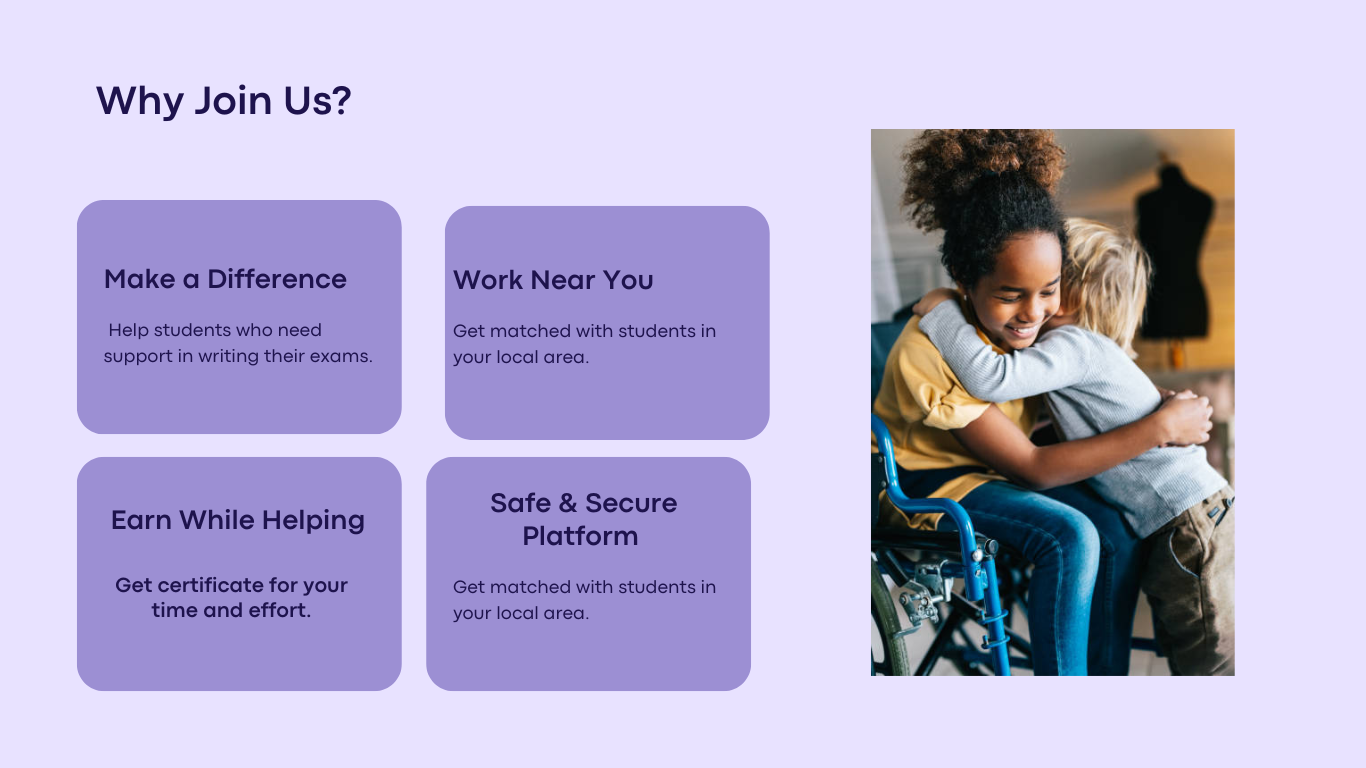 Why Join Us?
Make a Difference
Help students who need
support in writing their exams.
Work Near You
Get matched with students in
your local area.
Earn While Helping
Get certificate for your
time and effort.
Safe & Secure
Platform
Get matched with students in
your local area.